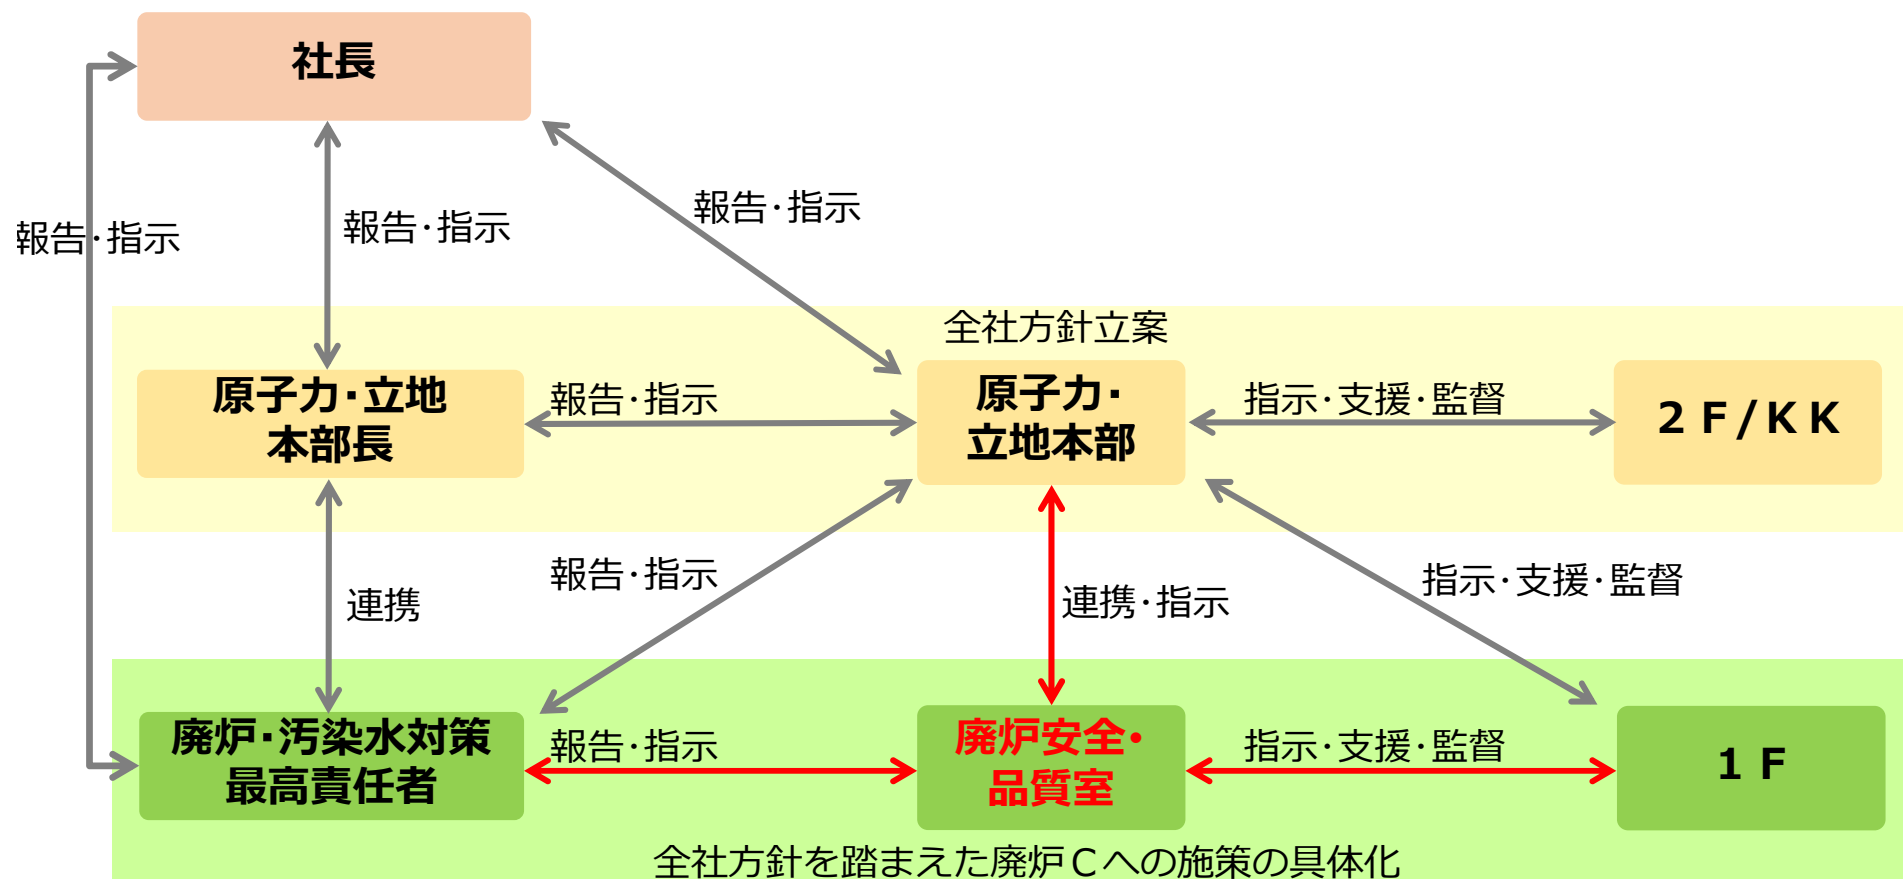 社長
報告・指示
報告・指示
報告・指示
全社方針立案
原子力・立地
本部長
報告・指示
原子力・
立地本部
指示・支援・監督
２Ｆ/ＫＫ
連携
報告・指示
連携・指示
指示・支援・監督
廃炉・汚染水対策
最高責任者
報告・指示
廃炉安全・
品質室
指示・支援・監督
１Ｆ
全社方針を踏まえた廃炉Ｃへの施策の具体化